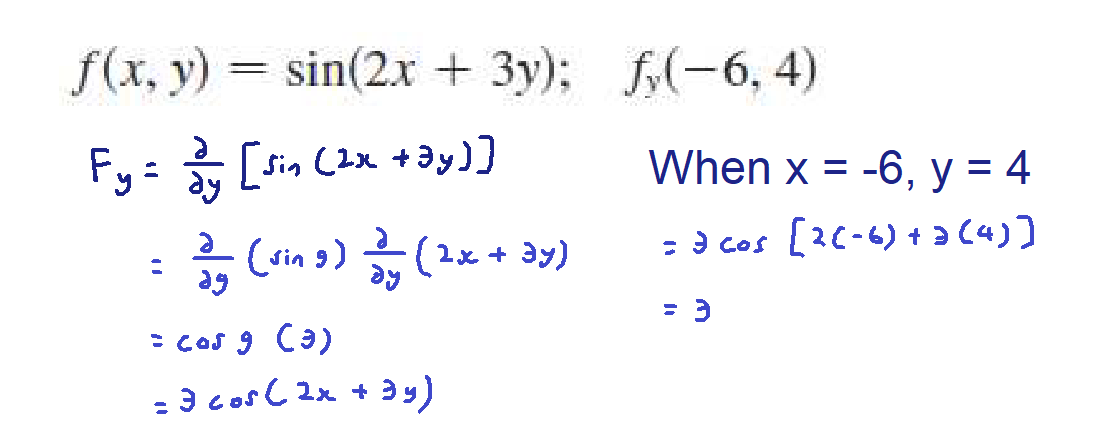 f(x, y) = sin(2x + 3y); f_y(−6, 4)
F_y = ∂/∂y [sin (2x + 3y)]
= ∂/∂g (sin g) ∂/∂y (2x + 3y)
= cos g (3)
= 3 cos(2x + 3y)
When x = -6, y = 4
= 3 cos [2(-6) + 3(4)]
= 3